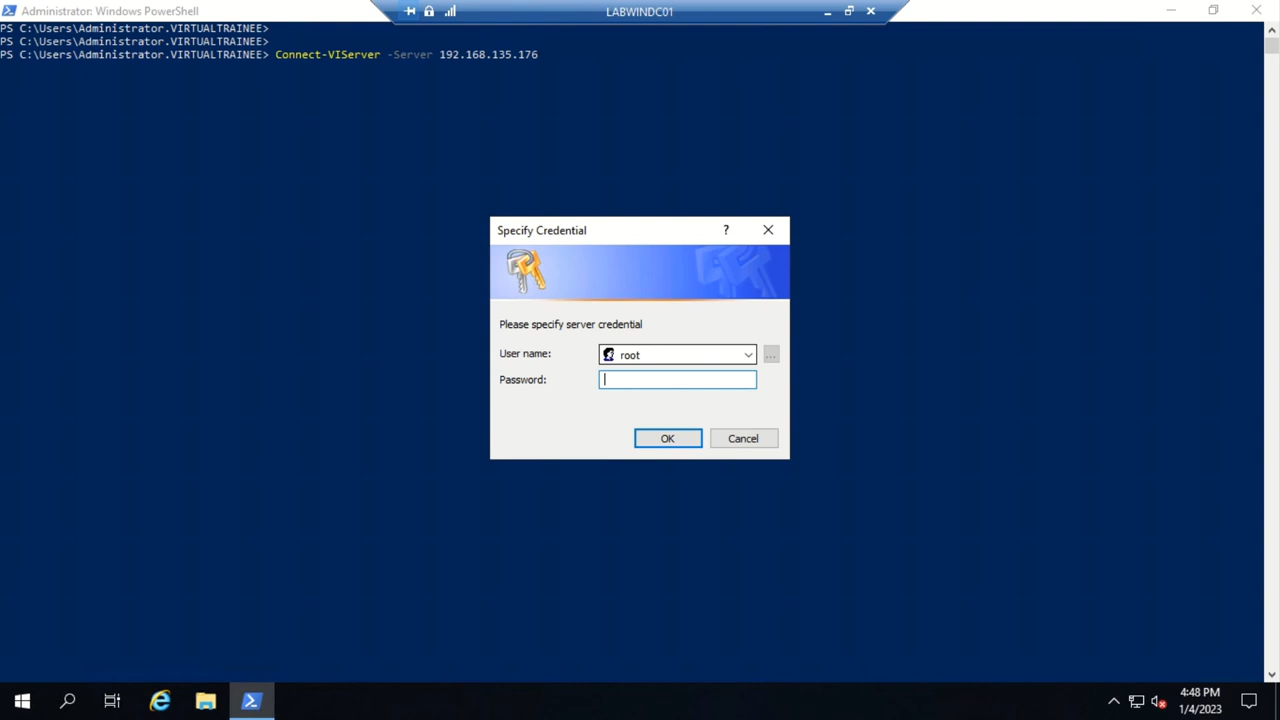 Administrator: Windows PowerShell
LABWINDC01
PS C:\Users\Administrator.VIRTUALTRAINEE>
PS C:\Users\Administrator.VIRTUALTRAINEE>
PS C:\Users\Administrator.VIRTUALTRAINEE> Connect-VIServer -Server 192.168.135.176
Specify Credential
?
Please specify server credential
User name:
root
...
Password:
OK
Cancel
4:48 PM
1/4/2023